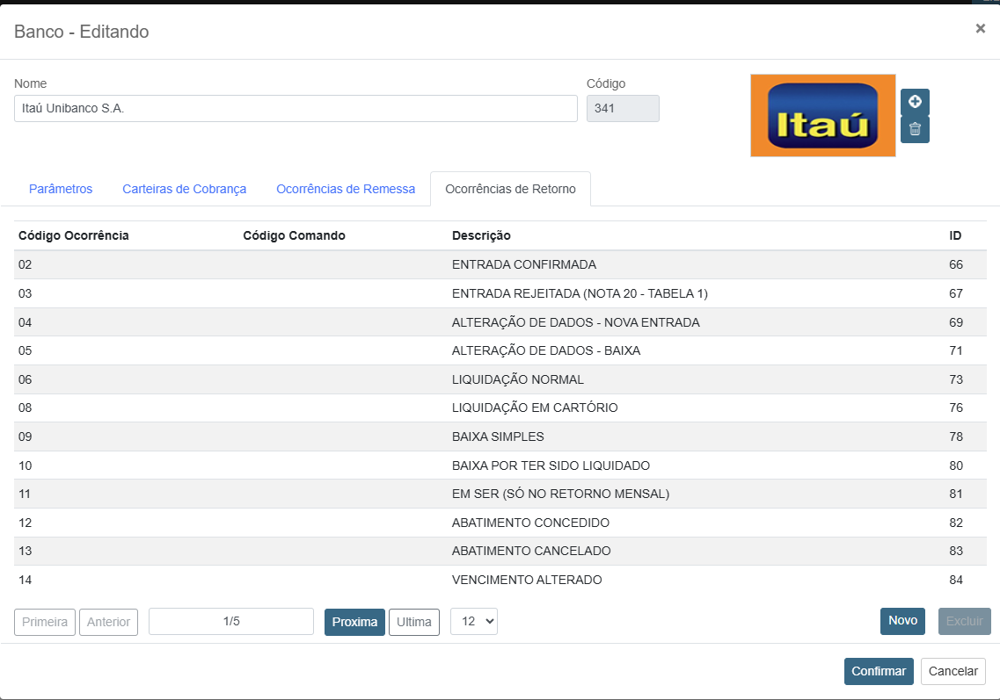 Banco - Editando
×
Nome
Código
Itaú Unibanco S.A.
341
Itaú
Parâmetros Carteiras de Cobrança Ocorrências de Remessa Ocorrências de Retorno
Código Ocorrência Código Comando Descrição ID
02 ENTRADA CONFIRMADA 66
03 ENTRADA REJEITADA (NOTA 20 - TABELA 1) 67
04 ALTERAÇÃO DE DADOS - NOVA ENTRADA 69
05 ALTERAÇÃO DE DADOS - BAIXA 71
06 LIQUIDAÇÃO NORMAL 73
08 LIQUIDAÇÃO EM CARTÓRIO 76
09 BAIXA SIMPLES 78
10 BAIXA POR TER SIDO LIQUIDADO 80
11 EM SER (SÓ NO RETORNO MENSAL) 81
12 ABATIMENTO CONCEDIDO 82
13 ABATIMENTO CANCELADO 83
14 VENCIMENTO ALTERADO 84
Primeira Anterior 1/5 Proxima Ultima 12 Novo Excluir
Confirmar Cancelar